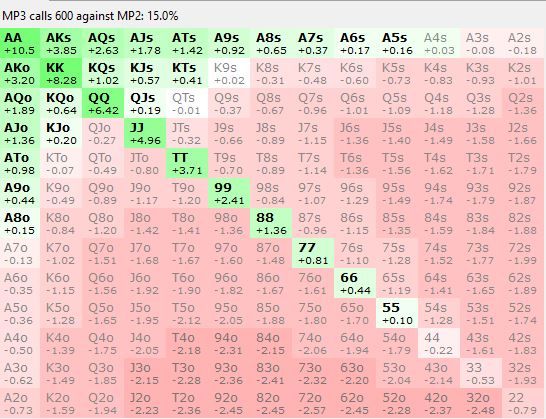 MP3 calls 600 against MP2: 15.0%
AA AKs AQs AJs ATs A9s A8s A7s A6s A5s A4s A3s A2s
+10.5 +3.85 +2.63 +1.78 +1.42 +0.92 +0.65 +0.37 +0.17 +0.16 +0.03 -0.08 -0.18
AKo KK KQs KJs KTs K9s K8s K7s K6s K5s K4s K3s K2s
+3.20 +8.28 +1.02 +0.57 +0.41 +0.02 -0.31 -0.48 -0.60 -0.73 -0.83 -0.93 -1.01
AQo KQo QQ QJs QTs Q9s Q8s Q7s Q6s Q5s Q4s Q3s Q2s
+1.89 +0.64 +6.42 +0.19 -0.01 -0.37 -0.67 -0.96 -1.01 -1.09 -1.18 -1.28 -1.36
AJo KJo QJo JJ JTs J9s J8s J7s J6s J5s J4s J3s J2s
+1.36 +0.20 -0.27 +4.96 -0.32 -0.66 -0.89 -1.15 -1.36 -1.40 -1.49 -1.58 -1.66
ATo KTo QTo JTo TT T9s T8s T7s T6s T5s T4s T3s T2s
+0.98 -0.07 -0.49 -0.80 +3.71 -0.70 -0.89 -1.14 -1.36 -1.56 -1.62 -1.71 -1.79
A9o K9o Q9o J9o T9o 99 98s 97s 96s 95s 94s 93s 92s
+0.44 -0.49 -0.89 -1.17 -1.20 +2.41 -0.84 -1.07 -1.29 -1.49 -1.74 -1.79 -1.87
A8o K8o Q8o J8o T8o 98o 88 87s 86s 85s 84s 83s 82s
+0.15 -0.84 -1.20 -1.42 -1.41 -1.36 +1.36 -0.96 -1.15 -1.35 -1.59 -1.84 -1.88
A7o K7o Q7o J7o T7o 97o 87o 77 76s 75s 74s 73s 72s
-0.13 -1.02 -1.51 -1.68 -1.67 -1.60 -1.48 +0.81 -1.10 -1.28 -1.52 -1.76 -1.99
A6o K6o Q6o J6o T6o 96o 86o 76o 66 65s 64s 63s 62s
-0.35 -1.15 -1.56 -1.92 -1.90 -1.82 -1.68 -1.61 +0.44 -1.19 -1.41 -1.65 -1.89
A5o K5o Q5o J5o T5o 95o 85o 75o 65o 55 54s 53s 52s
-0.36 -1.28 -1.65 -1.95 -2.12 -2.05 -1.88 -1.80 -1.70 +0.10 -1.28 -1.51 -1.74
A4o K4o Q4o J4o T4o 94o 84o 74o 64o 54o 44 43s 42s
-0.50 -1.39 -1.75 -2.05 -2.18 -2.31 -2.15 -2.06 -1.94 -1.79 -0.22 -1.61 -1.83
A3o K3o Q3o J3o T3o 93o 83o 73o 63o 53o 43o 33 32s
-0.62 -1.49 -1.85 -2.15 -2.28 -2.36 -2.41 -2.32 -2.20 -2.04 -2.14 -0.53 -1.93
A2o K2o Q2o J2o T2o 92o 82o 72o 62o 52o 42o 32o 22
-0.73 -1.59 -1.94 -2.23 -2.36 -2.45 -2.45 -2.57 -2.45 -2.28 -2.37 -2.48 -0.79